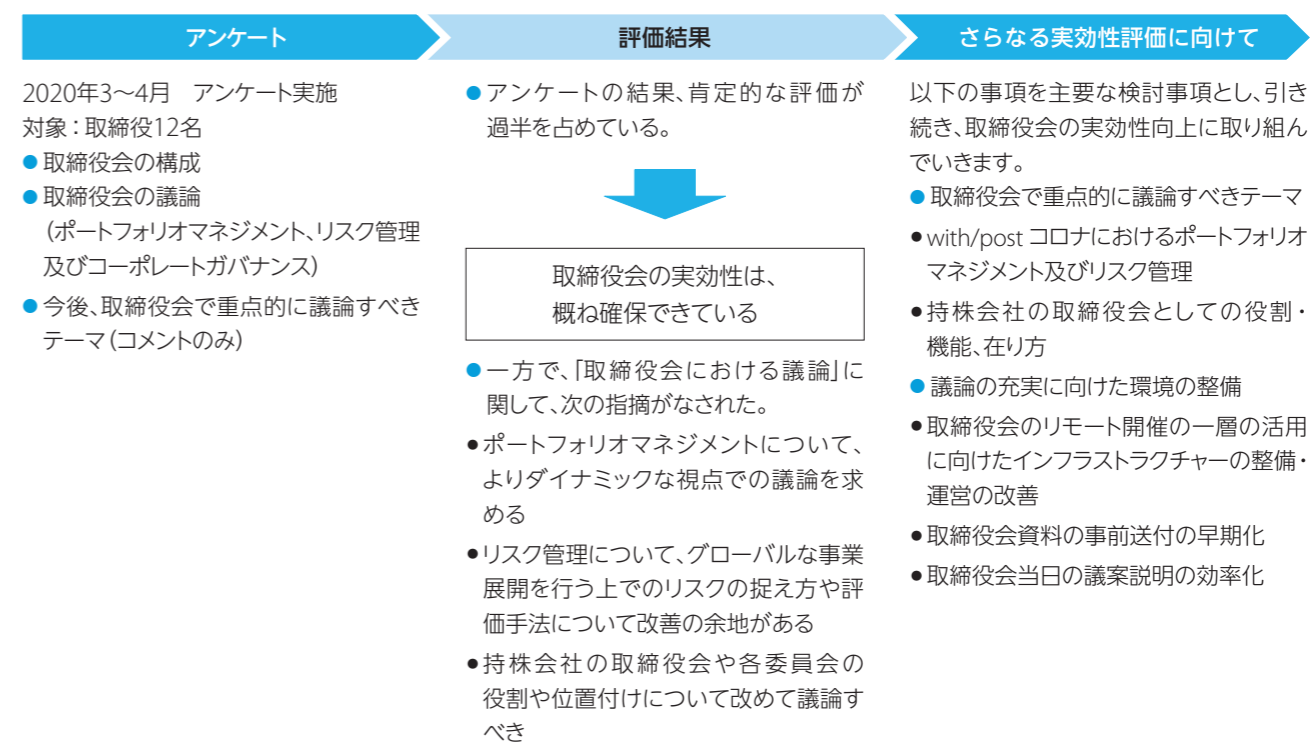 アンケート
2020年3〜4月　アンケート実施
対象：取締役12名
●取締役会の構成
●取締役会の議論
（ポートフォリオマネジメント、リスク管理
及びコーポレートガバナンス）
●今後、取締役会で重点的に議論すべき
テーマ（コメントのみ）
評価結果
●アンケートの結果、肯定的な評価が
過半を占めている。
取締役会の実効性は、
概ね確保できている
●一方で、「取締役会における議論」に
関して、次の指摘がなされた。
●ポートフォリオマネジメントについて、
よりダイナミックな視点での議論を求
める
●リスク管理について、グローバルな事業
展開を行う上でのリスクの捉え方や評
価手法について改善の余地がある
●持株会社の取締役会や各委員会の
役割や位置付けについて改めて議論す
べき
さらなる実効性評価に向けて
以下の事項を主要な検討事項とし、引き
続き、取締役会の実効性向上に取り組ん
でいきます。
●取締役会で重点的に議論すべきテーマ
●with/post コロナにおけるポートフォリオ
マネジメント及びリスク管理
●持株会社の取締役会としての役割・
機能、在り方
●議論の充実に向けた環境の整備
●取締役会のリモート開催の一層の活用
に向けたインフラストラクチャーの整備・
運営の改善
●取締役会資料の事前送付の早期化
●取締役会当日の議案説明の効率化